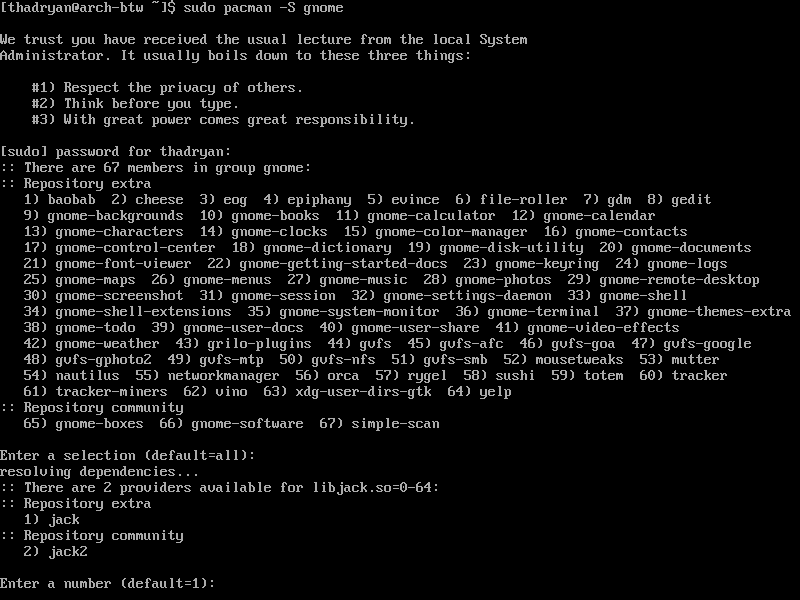 [thadryan@arch-btw ~]$ sudo pacman -S gnome
We trust you have received the usual lecture from the local System
Administrator. It usually boils down to these three things:
#1) Respect the privacy of others.
#2) Think before you type.
#3) With great power comes great responsibility.
[sudo] password for thadryan:
:: There are 67 members in group gnome:
:: Repository extra
1) baobab  2) cheese  3) eog  4) epiphany  5) evince  6) file-roller  7) gdm  8) gedit
9) gnome-backgrounds  10) gnome-books  11) gnome-calculator  12) gnome-calendar
13) gnome-characters  14) gnome-clocks  15) gnome-color-manager  16) gnome-contacts
17) gnome-control-center  18) gnome-dictionary  19) gnome-disk-utility  20) gnome-documents
21) gnome-font-viewer  22) gnome-getting-started-docs  23) gnome-keyring  24) gnome-logs
25) gnome-maps  26) gnome-menus  27) gnome-music  28) gnome-photos  29) gnome-remote-desktop
30) gnome-screenshot  31) gnome-session  32) gnome-settings-daemon  33) gnome-shell
34) gnome-shell-extensions  35) gnome-system-monitor  36) gnome-terminal  37) gnome-themes-extra
38) gnome-todo  39) gnome-user-docs  40) gnome-user-share  41) gnome-video-effects
42) gnome-weather  43) grilo-plugins  44) gvfs  45) gvfs-afc  46) gvfs-goa  47) gvfs-google
48) gvfs-gphoto2  49) gvfs-mtp  50) gvfs-nfs  51) gvfs-smb  52) mousetweaks  53) mutter
54) nautilus  55) networkmanager  56) orca  57) rygel  58) sushi  59) totem  60) tracker
61) tracker-miners  62) vino  63) xdg-user-dirs-gtk  64) yelp
:: Repository community
65) gnome-boxes  66) gnome-software  67) simple-scan
Enter a selection (default=all):
resolving dependencies...
:: There are 2 providers available for libjack.so=0-64:
:: Repository extra
1) jack
:: Repository community
2) jack2
Enter a number (default=1):